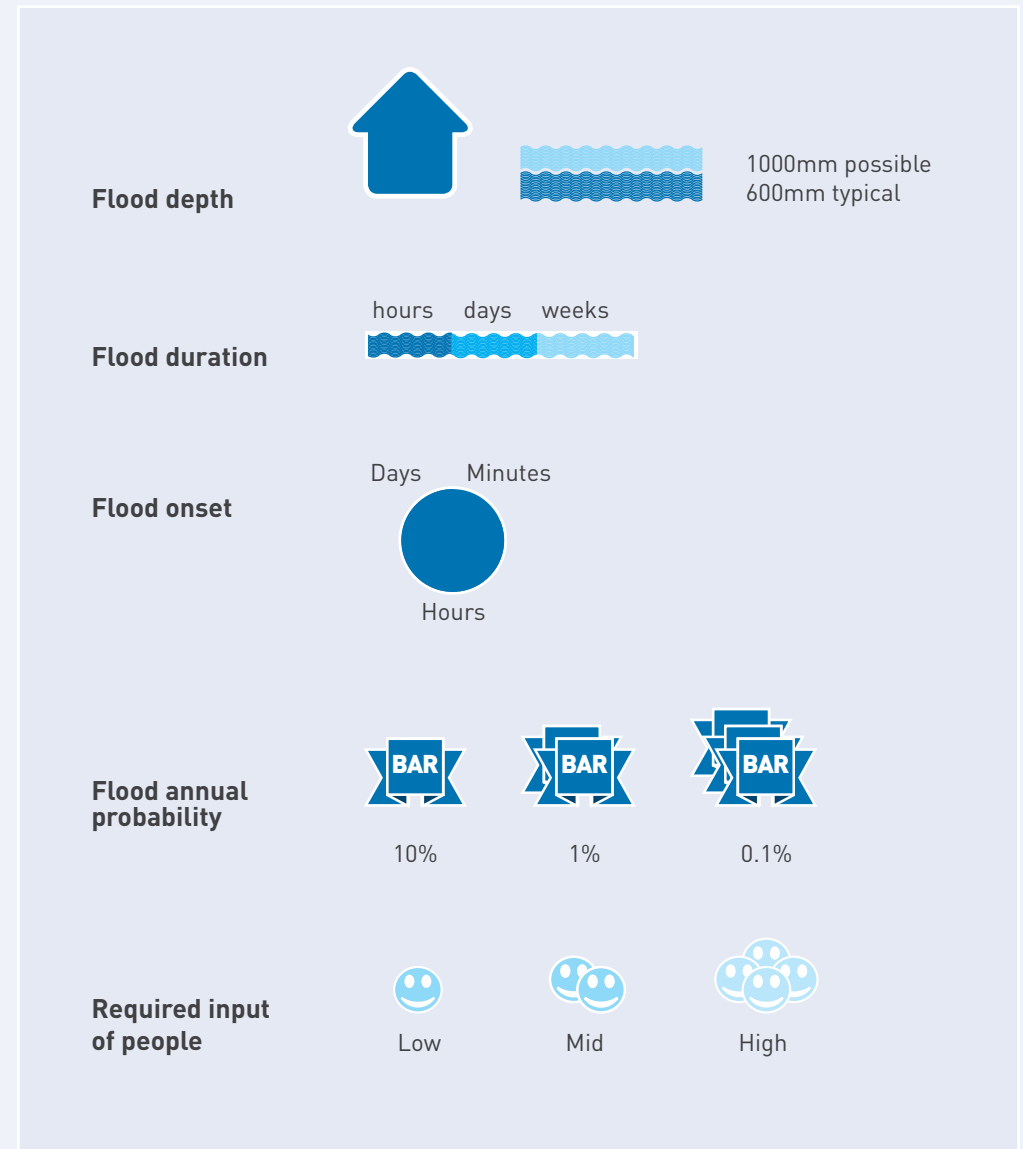 1000mm possible
Flood depth
600mm typical
hours days weeks
Flood duration
Days Minutes
Flood onset
Hours
BAR BAR BAR
Flood annual
probability
10% 1% 0.1%
Required input
of people
Low Mid High